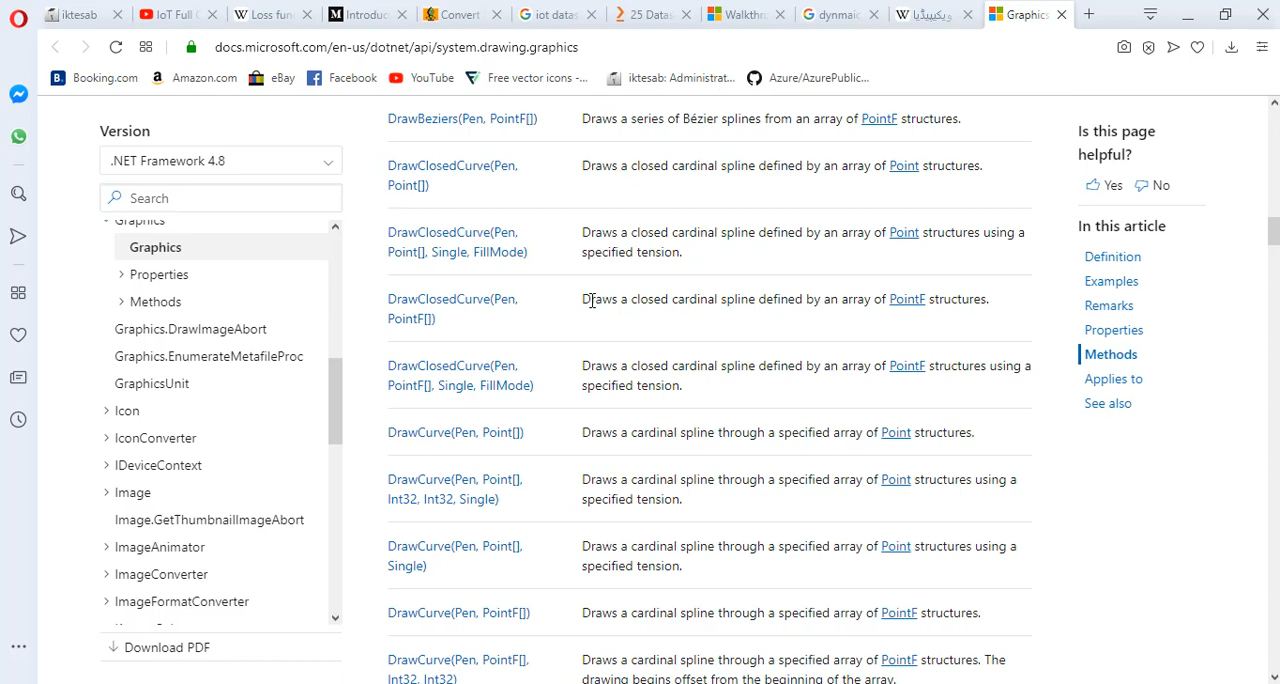 iktesab
IoT Full C
Loss fun
Introduc
Convert
iot datas
25 Datas
Walkthr
dynmaic
ویکیپیڈیا
Graphics
docs.microsoft.com/en-us/dotnet/api/system.drawing.graphics
Booking.com
Amazon.com
eBay
Facebook
YouTube
Free vector icons -...
iktesab: Administrat...
Azure/AzurePublic...
Version
.NET Framework 4.8
Search
Graphics
Graphics
Properties
Methods
Graphics.DrawImageAbort
Graphics.EnumerateMetafileProc
GraphicsUnit
Icon
IconConverter
IDeviceContext
Image
Image.GetThumbnailImageAbort
ImageAnimator
ImageConverter
ImageFormatConverter
Download PDF
DrawBeziers(Pen, PointF[])
Draws a series of Bézier splines from an array of PointF structures.
DrawClosedCurve(Pen,
Point[])
Draws a closed cardinal spline defined by an array of Point structures.
DrawClosedCurve(Pen,
Point[], Single, FillMode)
Draws a closed cardinal spline defined by an array of Point structures using a
specified tension.
DrawClosedCurve(Pen,
PointF[])
Draws a closed cardinal spline defined by an array of PointF structures.
DrawClosedCurve(Pen,
PointF[], Single, FillMode)
Draws a closed cardinal spline defined by an array of PointF structures using a
specified tension.
DrawCurve(Pen, Point[])
Draws a cardinal spline through a specified array of Point structures.
DrawCurve(Pen, Point[],
Int32, Int32, Single)
Draws a cardinal spline through a specified array of Point structures using a
specified tension.
DrawCurve(Pen, Point[],
Single)
Draws a cardinal spline through a specified array of Point structures using a
specified tension.
DrawCurve(Pen, PointF[])
Draws a cardinal spline through a specified array of PointF structures.
DrawCurve(Pen, PointF[],
Int32, Int32)
Draws a cardinal spline through a specified array of PointF structures. The
drawing begins offset from the beginning of the array.
Is this page
helpful?
Yes
No
In this article
Definition
Examples
Remarks
Properties
Methods
Applies to
See also